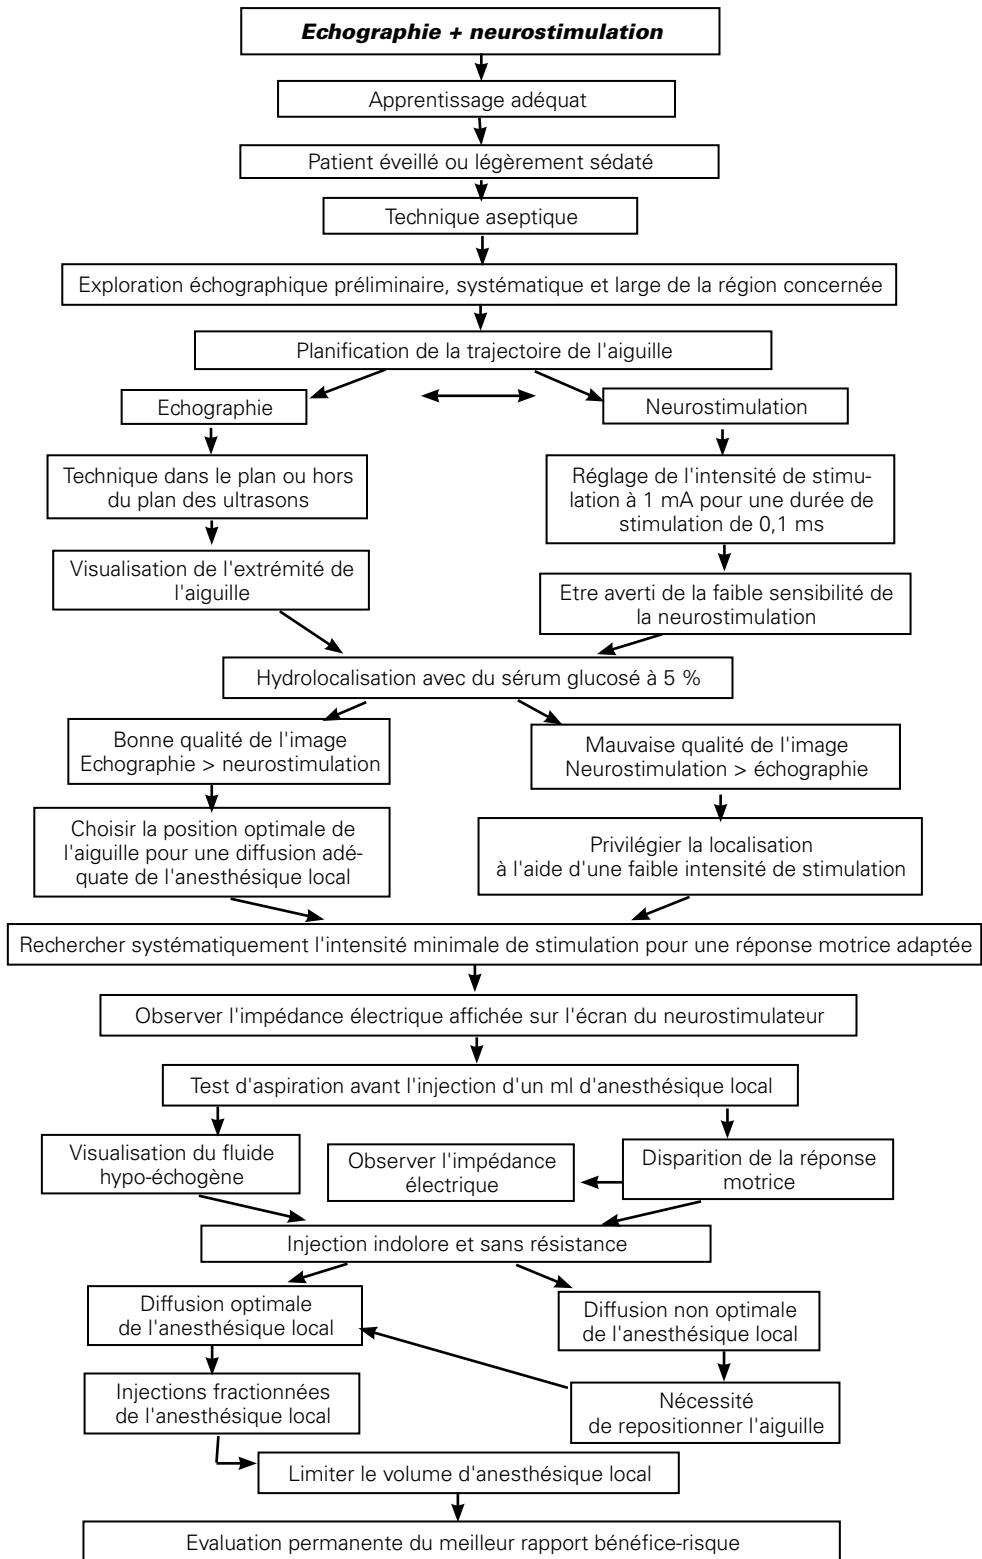 Echographie + neurostimulation
Apprentissage adéquat
Patient éveillé ou légèrement sédaté
Technique aseptique
Exploration échographique préliminaire, systématique et large de la région concernée
Planification de la trajectoire de l'aiguille
Echographie
Neurostimulation
Technique dans le plan ou hors
du plan des ultrasons
Réglage de l'intensité de stimu-
lation à 1 mA pour une durée de
stimulation de 0,1 ms
Visualisation de l'extrémité de
l'aiguille
Etre averti de la faible sensibilité de
la neurostimulation
Hydrolocalisation avec du sérum glucosé à 5 %
Bonne qualité de l'image
Echographie > neurostimulation
Mauvaise qualité de l'image
Neurostimulation > échographie
Choisir la position optimale de
l'aiguille pour une diffusion adé-
quate de l'anesthésique local
Privilégier la localisation
à l'aide d'une faible intensité de stimulation
Rechercher systématiquement l'intensité minimale de stimulation pour une réponse motrice adaptée
Observer l'impédance électrique affichée sur l'écran du neurostimulateur
Test d'aspiration avant l'injection d'un ml d'anesthésique local
Visualisation du fluide
hypo-échogène
Observer l'impédance
électrique
Disparition de la réponse
motrice
Injection indolore et sans résistance
Diffusion optimale
de l'anesthésique local
Diffusion non optimale
de l'anesthésique local
Injections fractionnées
de l'anesthésique local
Nécessité
de repositionner l'aiguille
Limiter le volume d'anesthésique local
Evaluation permanente du meilleur rapport bénéfice-risque